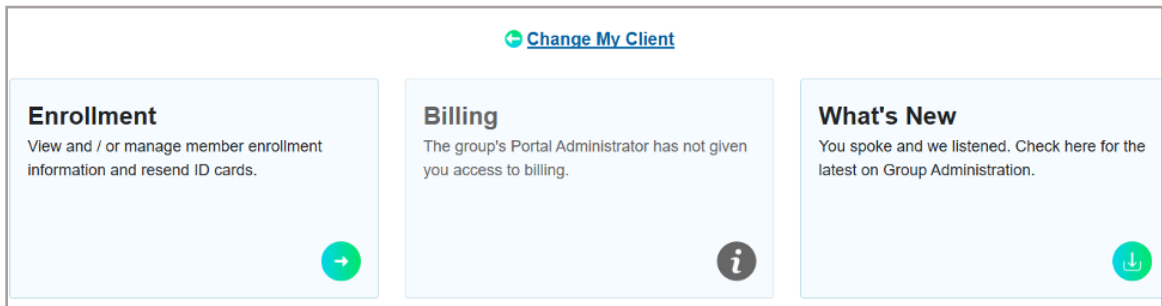 Change My Client
Enrollment
View and / or manage member enrollment
information and resend ID cards.
Billing
The group's Portal Administrator has not given
you access to billing.
What's New
You spoke and we listened. Check here for the
latest on Group Administration.